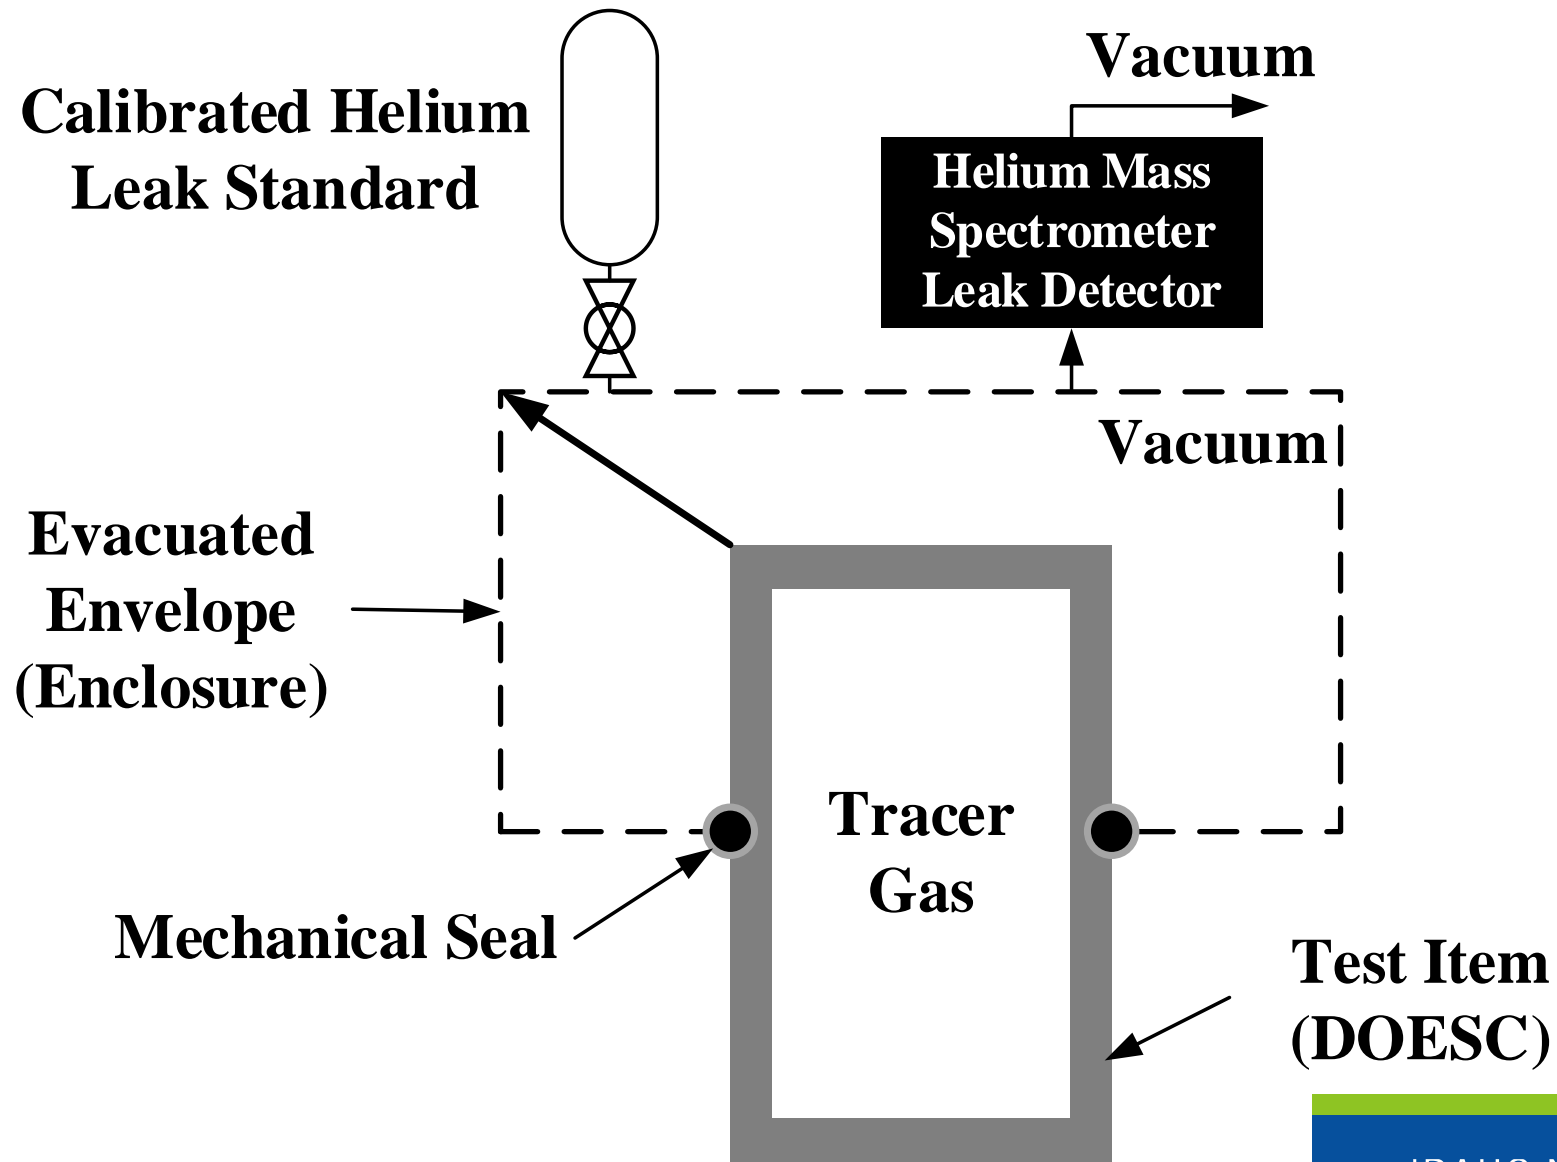 Vacuum
Calibrated Helium
Leak Standard
Helium Mass
Spectrometer
Leak Detector
Vacuum
Evacuated
Envelope
(Enclosure)
Tracer
Gas
Mechanical Seal
Test Item
(DOESC)